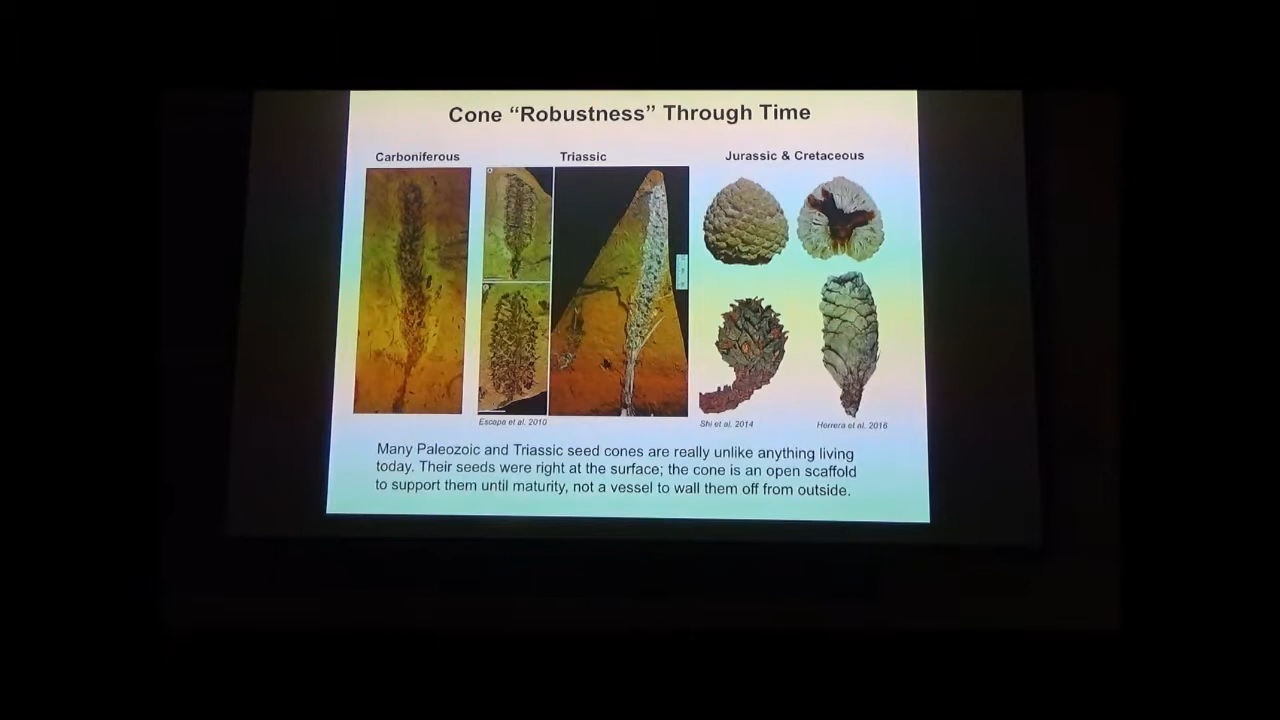 Cone “Robustness” Through Time
Carboniferous
Triassic
Jurassic & Cretaceous
Escapa et al. 2010
Shi et al. 2014
Herrera et al. 2016
Many Paleozoic and Triassic seed cones are really unlike anything living
today. Their seeds were right at the surface; the cone is an open scaffold
to support them until maturity, not a vessel to wall them off from outside.